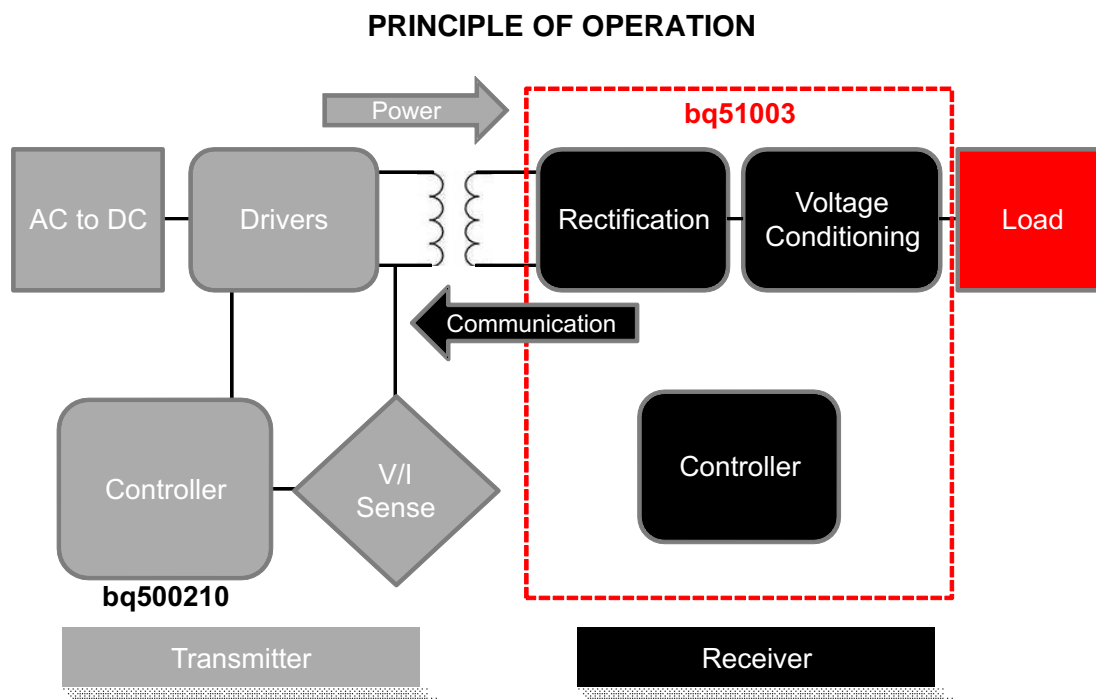 PRINCIPLE OF OPERATION
Power
bq51003
AC to DC
Drivers
Rectification
Voltage
Conditioning
Load
Communication
Controller
V/I
Sense
Controller
bq500210
Transmitter
Receiver